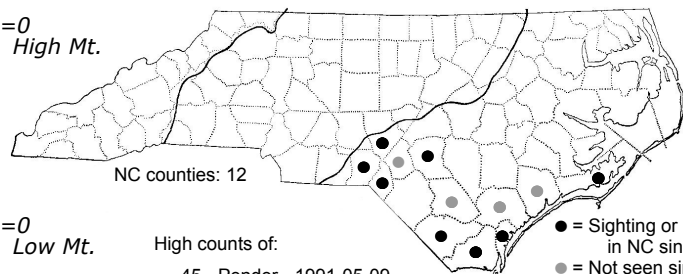 =0
High Mt.
NC counties: 12
=0
Low Mt.
High counts of:
= Sighting or
in NC sin
= Not seen si
45 - Pender - 1991-05-09